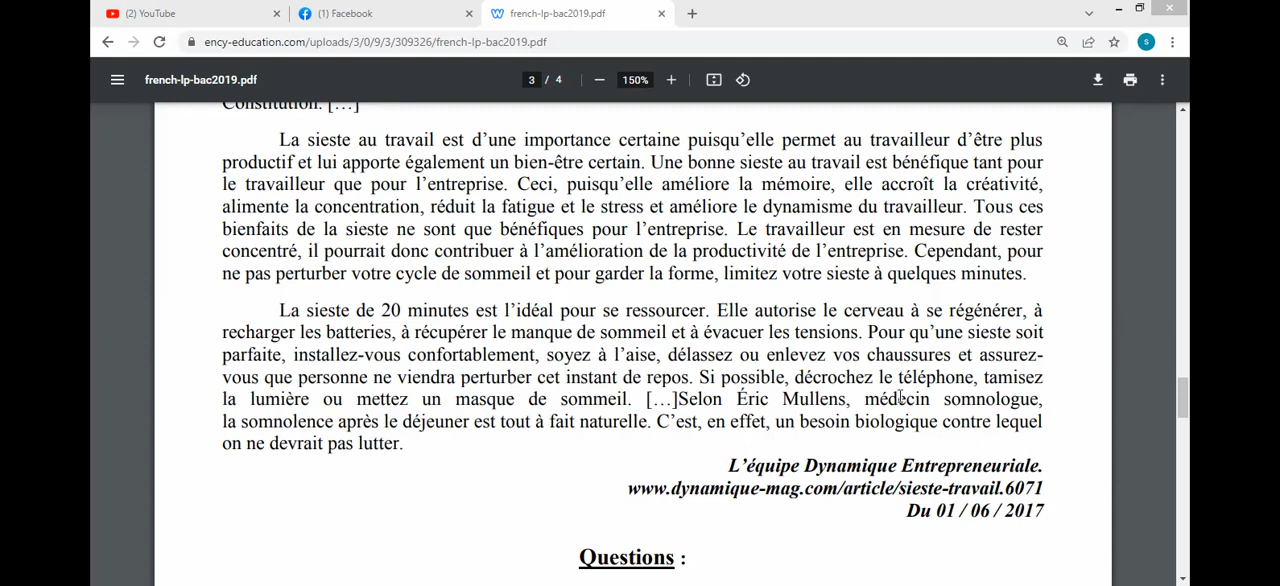 (2) YouTube
(1) Facebook
french-lp-bac2019.pdf
ency-education.com/uploads/3/0/9/3/309326/french-lp-bac2019.pdf
s
french-lp-bac2019.pdf
3 / 4
150%
Constitution. […]
La sieste au travail est d’une importance certaine puisqu’elle permet au travailleur d’être plus
productif et lui apporte également un bien-être certain. Une bonne sieste au travail est bénéfique tant pour
le travailleur que pour l’entreprise. Ceci, puisqu’elle améliore la mémoire, elle accroît la créativité,
alimente la concentration, réduit la fatigue et le stress et améliore le dynamisme du travailleur. Tous ces
bienfaits de la sieste ne sont que bénéfiques pour l’entreprise. Le travailleur est en mesure de rester
concentré, il pourrait donc contribuer à l’amélioration de la productivité de l’entreprise. Cependant, pour
ne pas perturber votre cycle de sommeil et pour garder la forme, limitez votre sieste à quelques minutes.
La sieste de 20 minutes est l’idéal pour se ressourcer. Elle autorise le cerveau à se régénérer, à
recharger les batteries, à récupérer le manque de sommeil et à évacuer les tensions. Pour qu’une sieste soit
parfaite, installez-vous confortablement, soyez à l’aise, délassez ou enlevez vos chaussures et assurez-
vous que personne ne viendra perturber cet instant de repos. Si possible, décrochez le téléphone, tamisez
la lumière ou mettez un masque de sommeil. […]Selon Éric Mullens, médecin somnologue,
la somnolence après le déjeuner est tout à fait naturelle. C’est, en effet, un besoin biologique contre lequel
on ne devrait pas lutter.
L’équipe Dynamique Entrepreneuriale.
www.dynamique-mag.com/article/sieste-travail.6071
Du 01 / 06 / 2017
Questions :